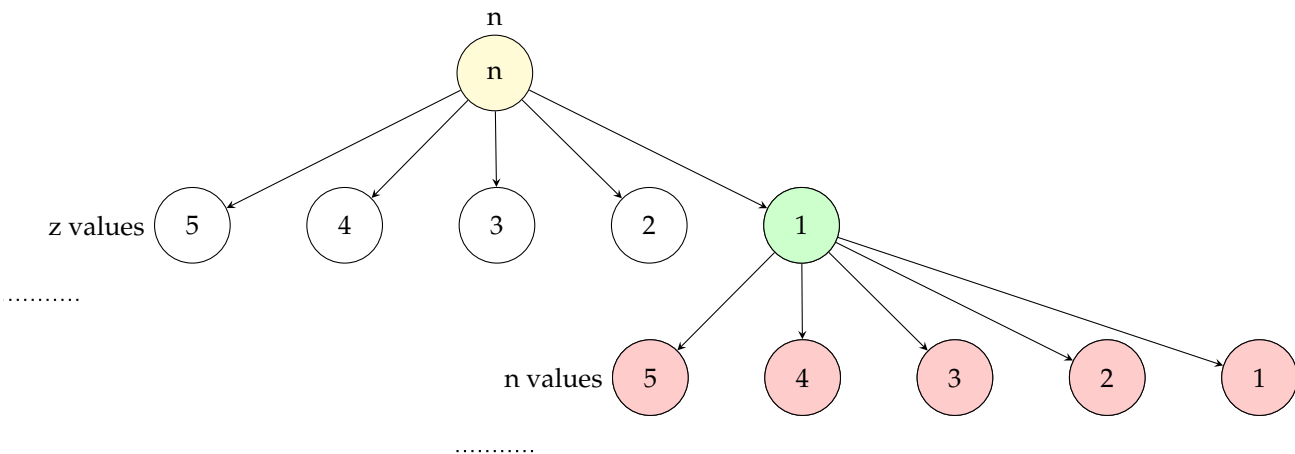 n
n
z values 5 4 3 2 1
..........
n values 5 4 3 2 1
...........